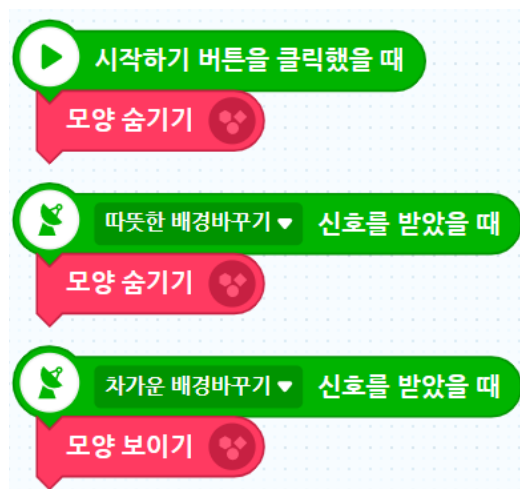 시작하기 버튼을 클릭했을 때
모양 숨기기
따뜻한 배경바꾸기 신호를 받았을 때
모양 숨기기
차가운 배경바꾸기 신호를 받았을 때
모양 보이기